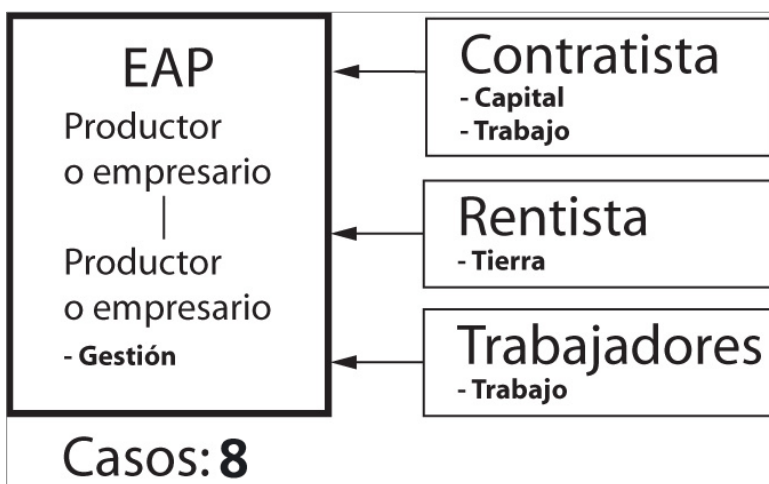 EAP
Productor
o empresario
Productor
o empresario
- Gestión
Contratista
- Capital
- Trabajo
Rentista
- Tierra
Trabajadores
- Trabajo
Casos: 8